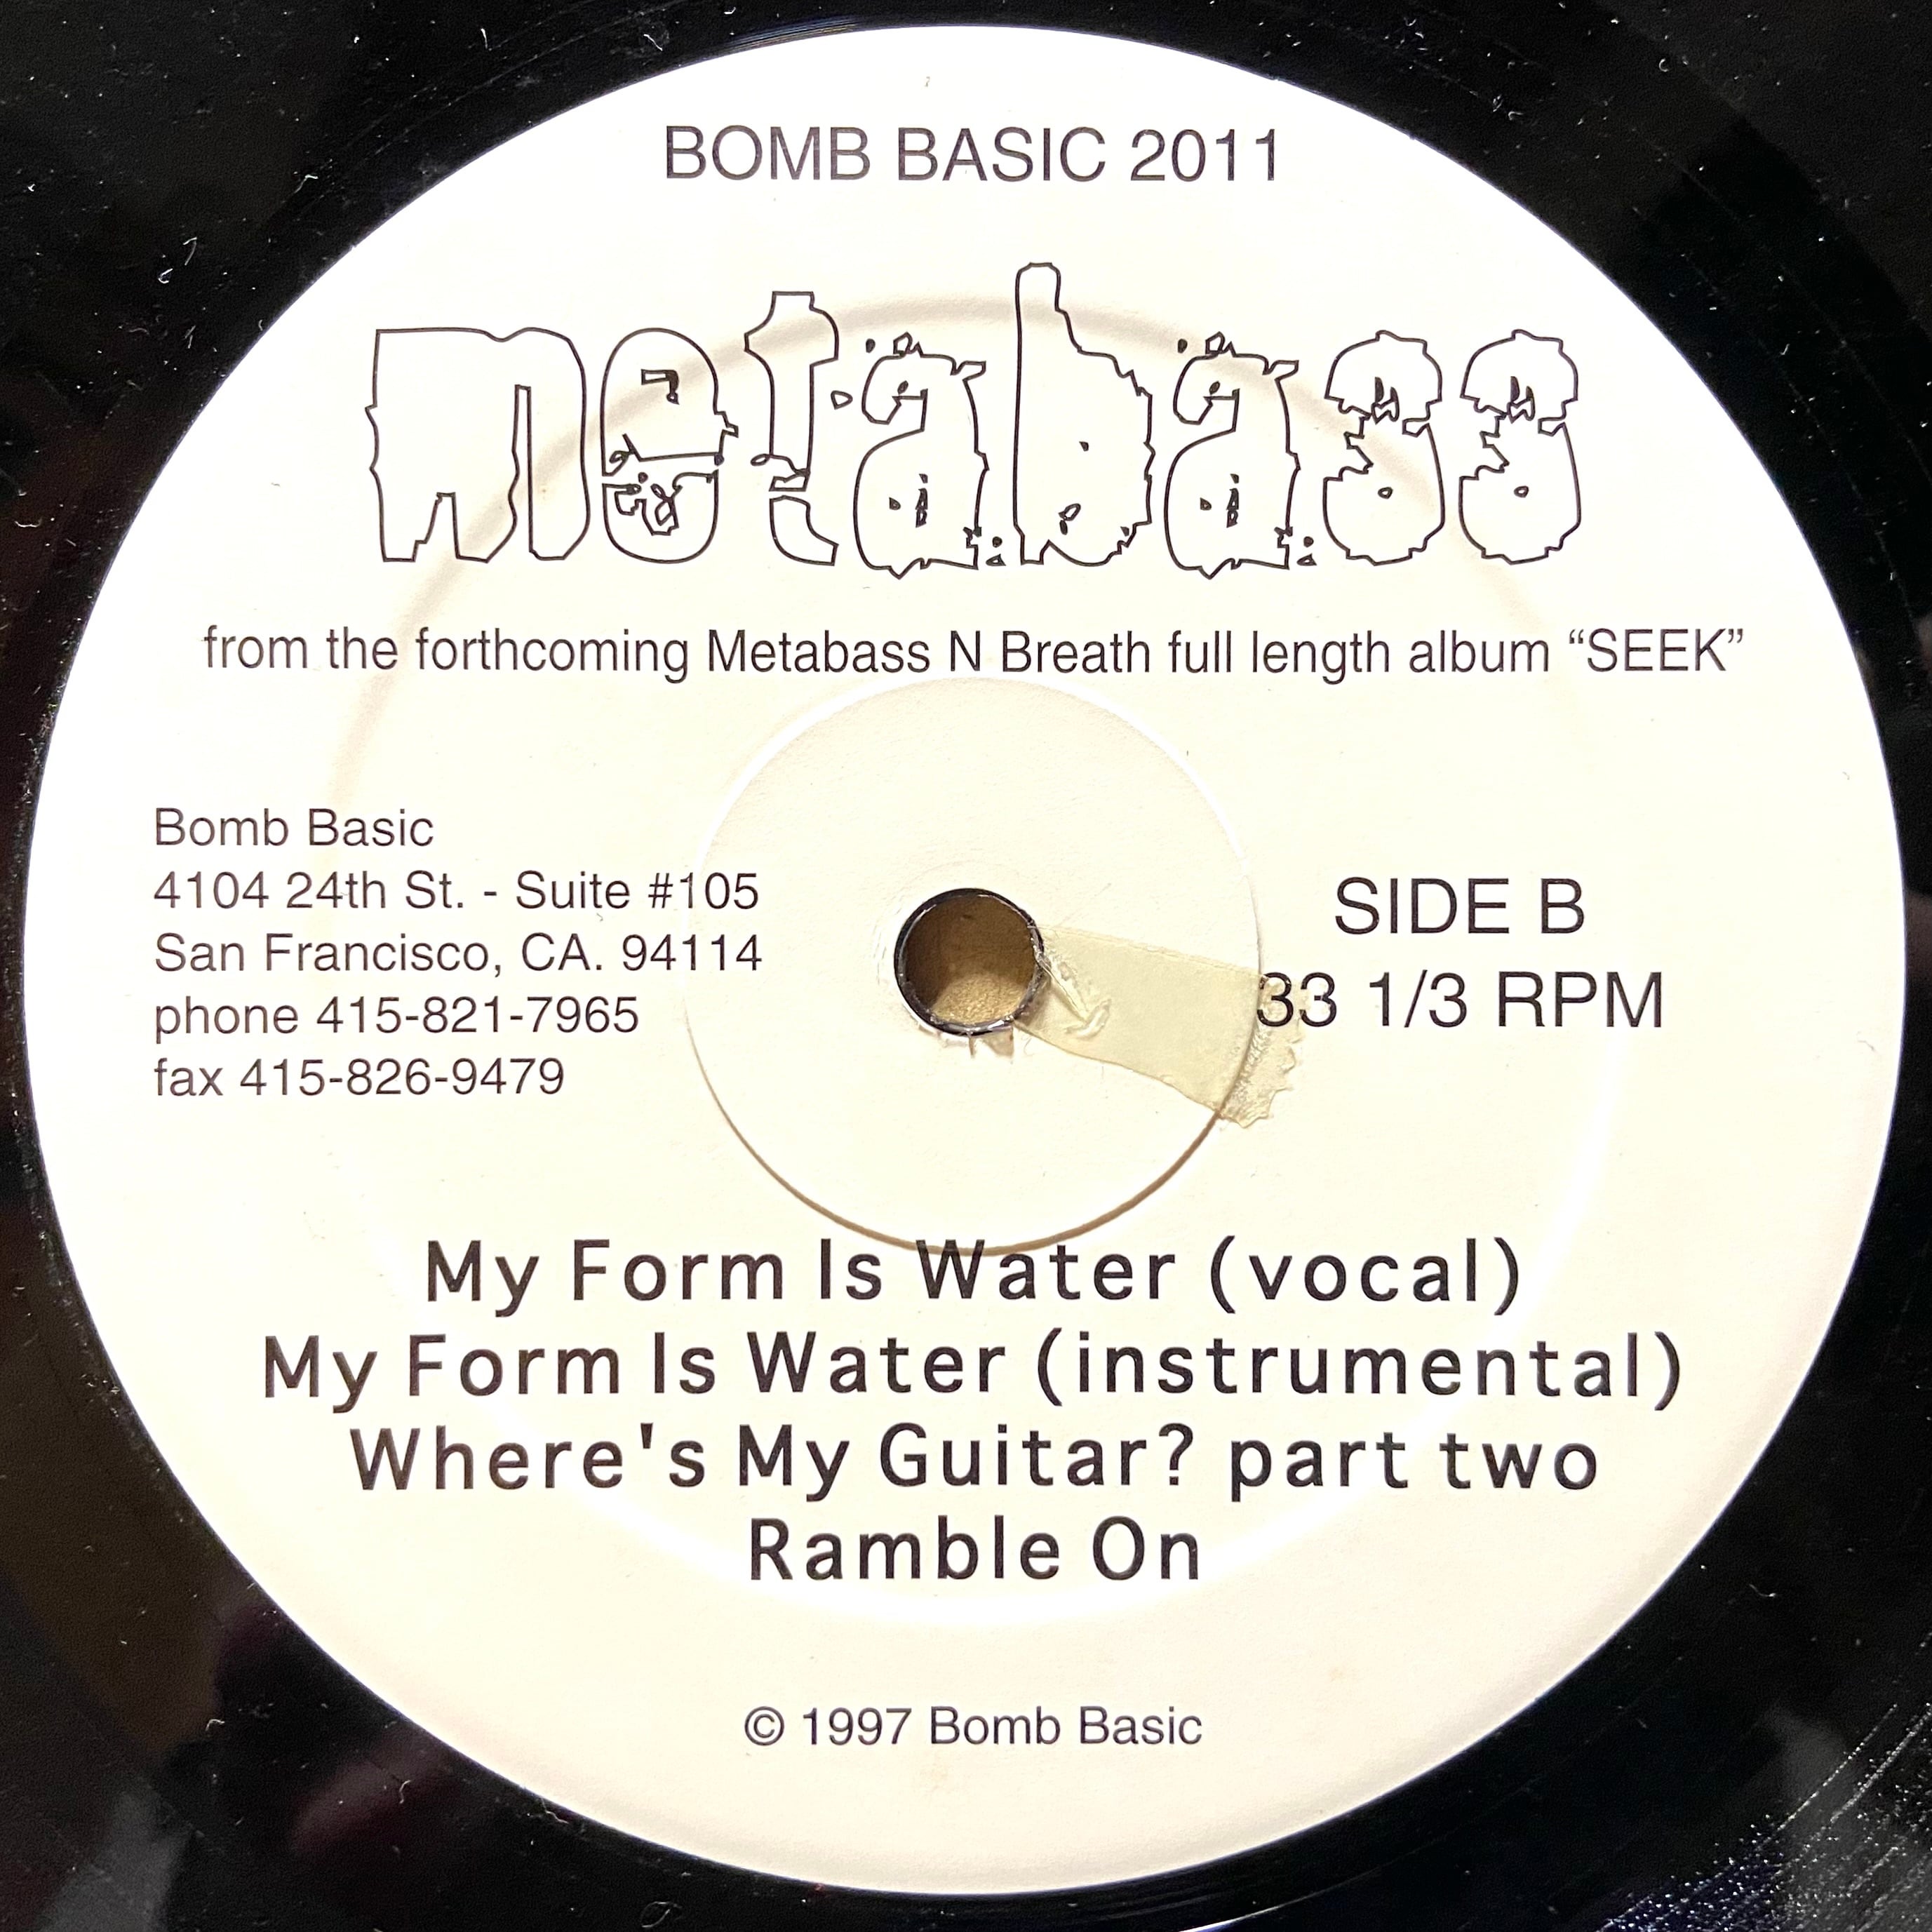 BOMB BASIC 2011
metabass
from the forthcoming Metabass N Breath full length album “SEEK”
Bomb Basic
4104 24th St. - Suite #105
San Francisco, CA. 94114
phone 415-821-7965
fax 415-826-9479
SIDE B
33 1/3 RPM
My Form Is Water (vocal)
My Form Is Water (instrumental)
Where's My Guitar? part two
Ramble On
© 1997 Bomb Basic